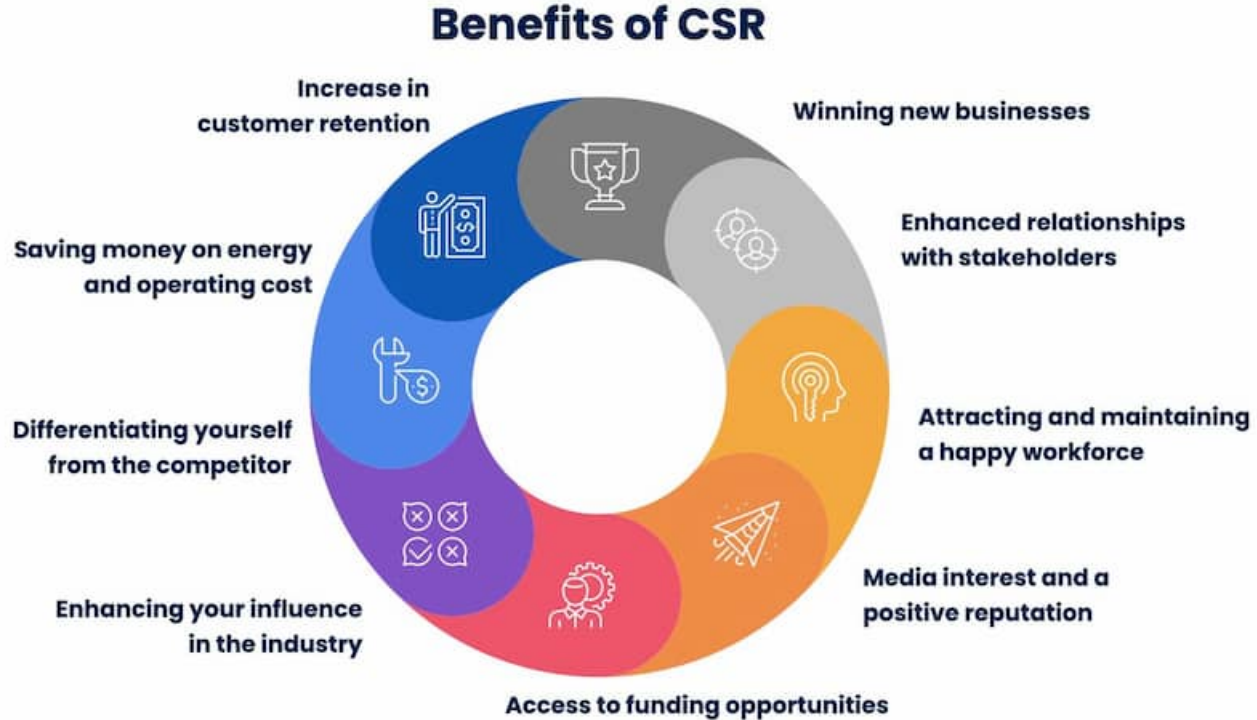 Benefits of CSR
Increase in
customer retention
Winning new businesses
Enhanced relationships
with stakeholders
Saving money on energy
and operating cost
Attracting and maintaining
a happy workforce
Differentiating yourself
from the competitor
Media interest and a
positive reputation
Enhancing your influence
in the industry
Access to funding opportunities